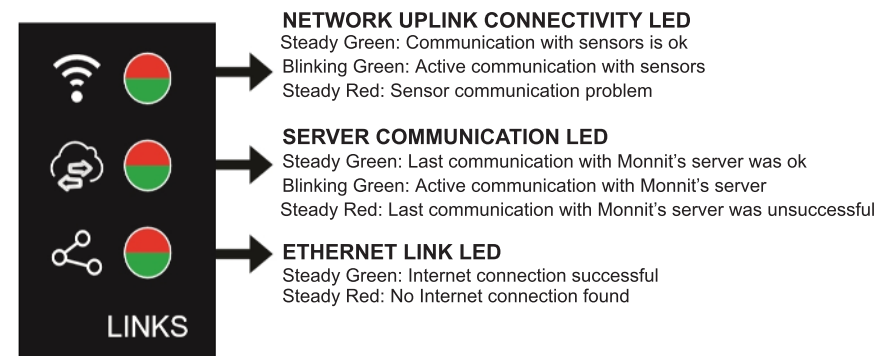 NETWORK UPLINK CONNECTIVITY LED
Steady Green: Communication with sensors is ok
Blinking Green: Active communication with sensors
Steady Red: Sensor communication problem
SERVER COMMUNICATION LED
Steady Green: Last communication with Monnit's server was ok
Blinking Green: Active communication with Monnit's server
Steady Red: Last communication with Monnit's server was unsuccessful
ETHERNET LINK LED
Steady Green: Internet connection successful
Steady Red: No Internet connection found
LINKS